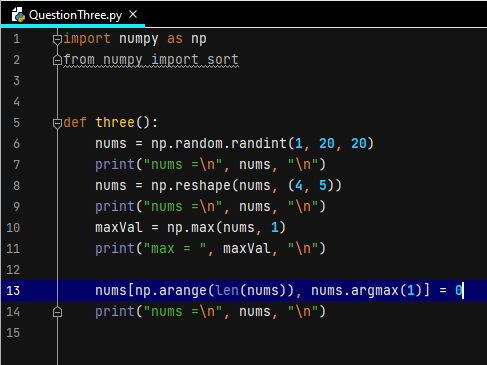 QuestionThree.py ×
1 import numpy as np
2 from numpy import sort
3
4
5 def three():
6 nums = np.random.randint(1, 20, 20)
7 print("nums =\n", nums, "\n")
8 nums = np.reshape(nums, (4, 5))
9 print("nums =\n", nums, "\n")
10 maxVal = np.max(nums, 1)
11 print("max = ", maxVal, "\n")
12
13 nums[np.arange(len(nums)), nums.argmax(1)] = 0
14 print("nums =\n", nums, "\n")
15